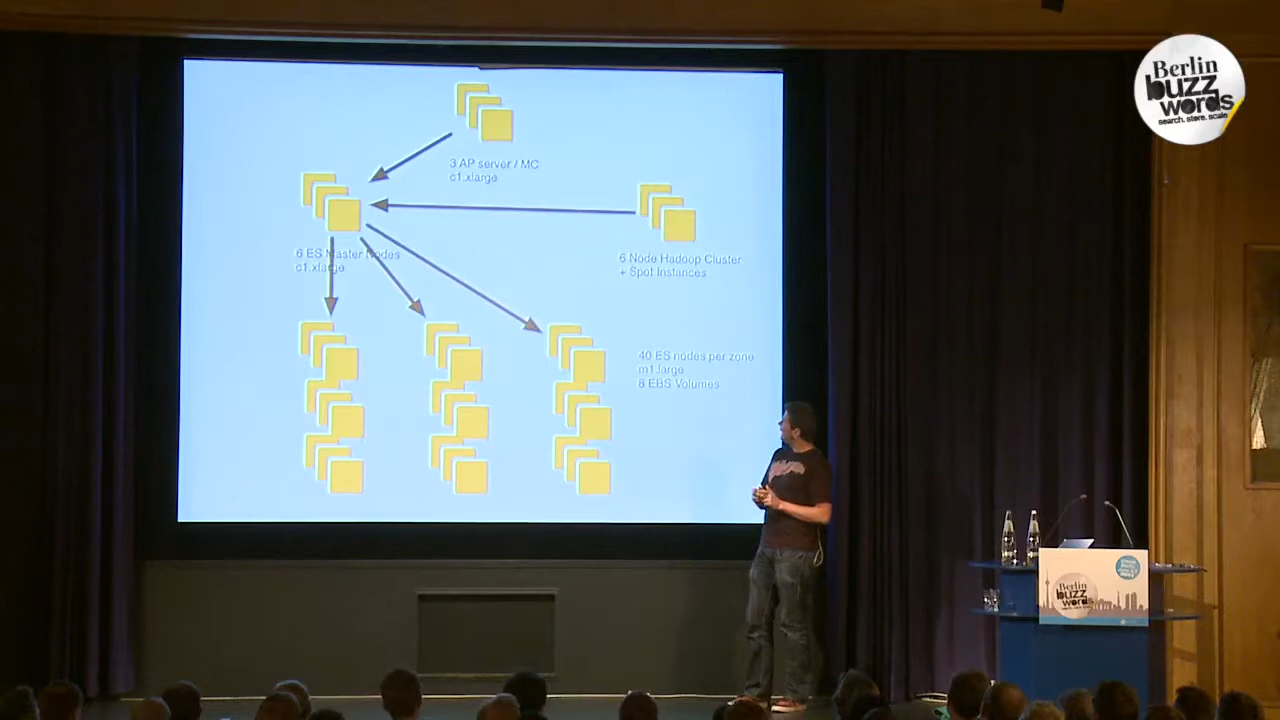 Berlin
buzz
words
search. store. scale
3 AP server / MC
c1.xlarge
6 ES Master Nodes
c1.xlarge
6 Node Hadoop Cluster
+ Spot Instances
40 ES nodes per zone
m1.large
8 EBS Volumes
Berlin
buzz
words